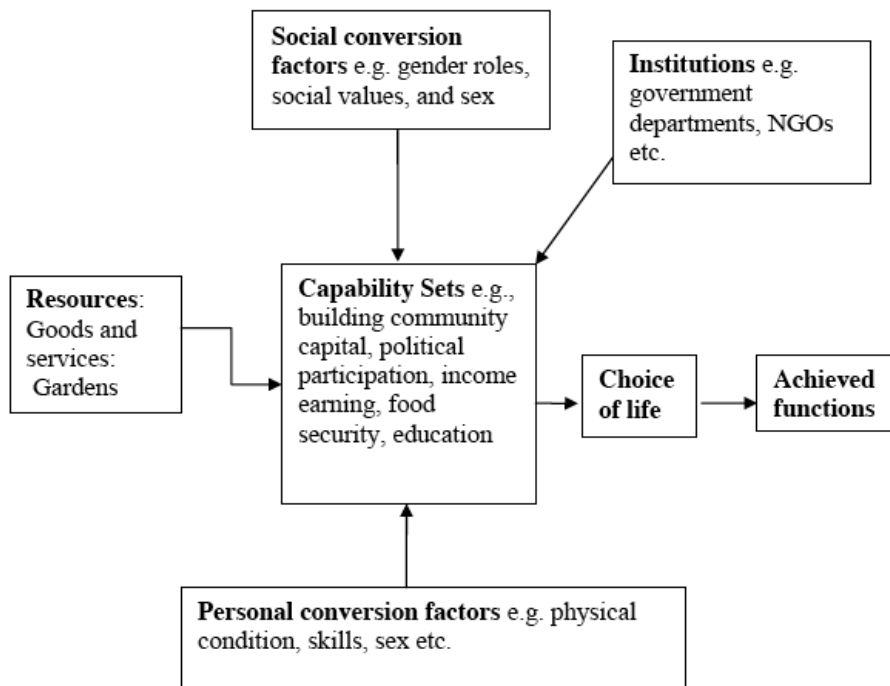 Social conversion
factors e.g. gender roles,
social values, and sex
Institutions e.g.
government
departments, NGOs
etc.
Resources:
Goods and
services:
Gardens
Capability Sets e.g.,
building community
capital, political
participation, income
earning, food
security, education
Choice
of life
Achieved
functions
Personal conversion factors e.g. physical
condition, skills, sex etc.